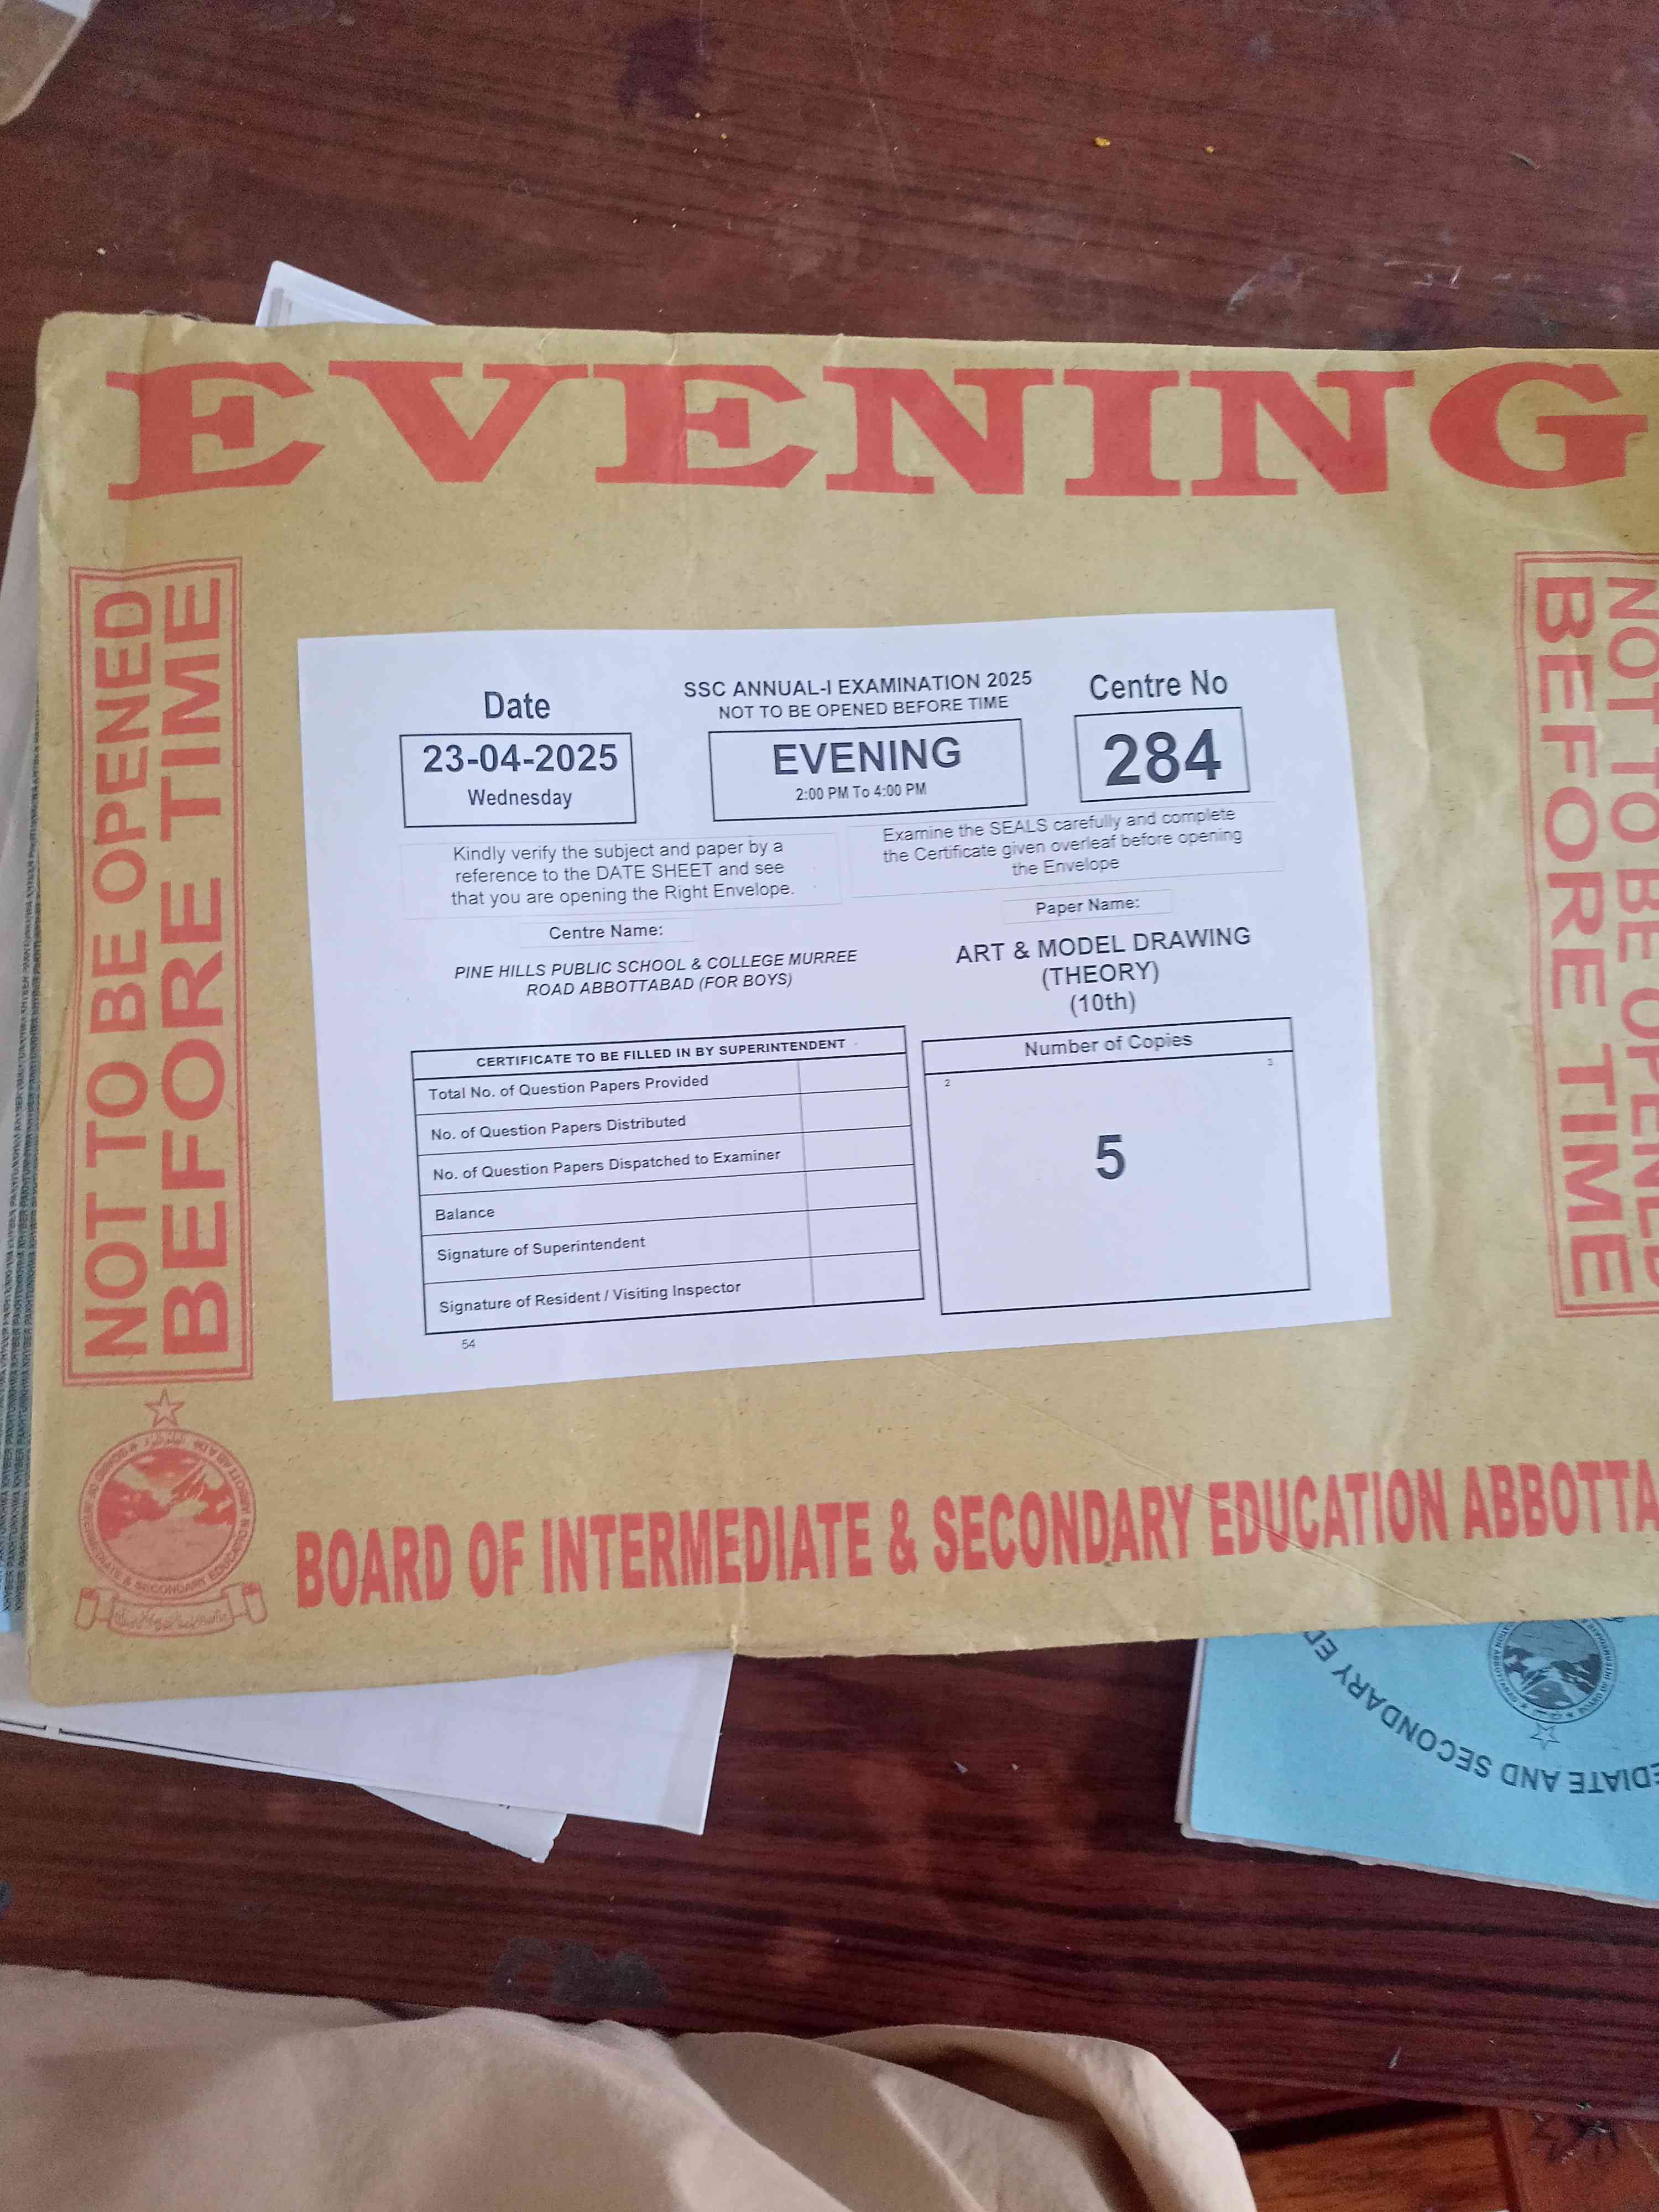 EVENING
NOT TO BE OPENED
BEFORE TIME
NOT TO BE OPENED
BEFORE TIME
Date
23-04-2025
Wednesday
SSC ANNUAL-I EXAMINATION 2025
NOT TO BE OPENED BEFORE TIME
EVENING
2:00 PM To 4:00 PM
Centre No
284
Kindly verify the subject and paper by a
reference to the DATE SHEET and see
that you are opening the Right Envelope.
Examine the SEALS carefully and complete
the Certificate given overleaf before opening
the Envelope
Centre Name:
PINE HILLS PUBLIC SCHOOL & COLLEGE MURREE
ROAD ABBOTTABAD (FOR BOYS)
Paper Name:
ART & MODEL DRAWING
(THEORY)
(10th)
CERTIFICATE TO BE FILLED IN BY SUPERINTENDENT
Total No. of Question Papers Provided
No. of Question Papers Distributed
No. of Question Papers Dispatched to Examiner
Balance
Signature of Superintendent
Signature of Resident / Visiting Inspector
54
Number of Copies
2 3
5
BOARD OF INTERMEDIATE & SECONDARY EDUCATION ABBOTTA
EDIATE AND SECONDARY ED